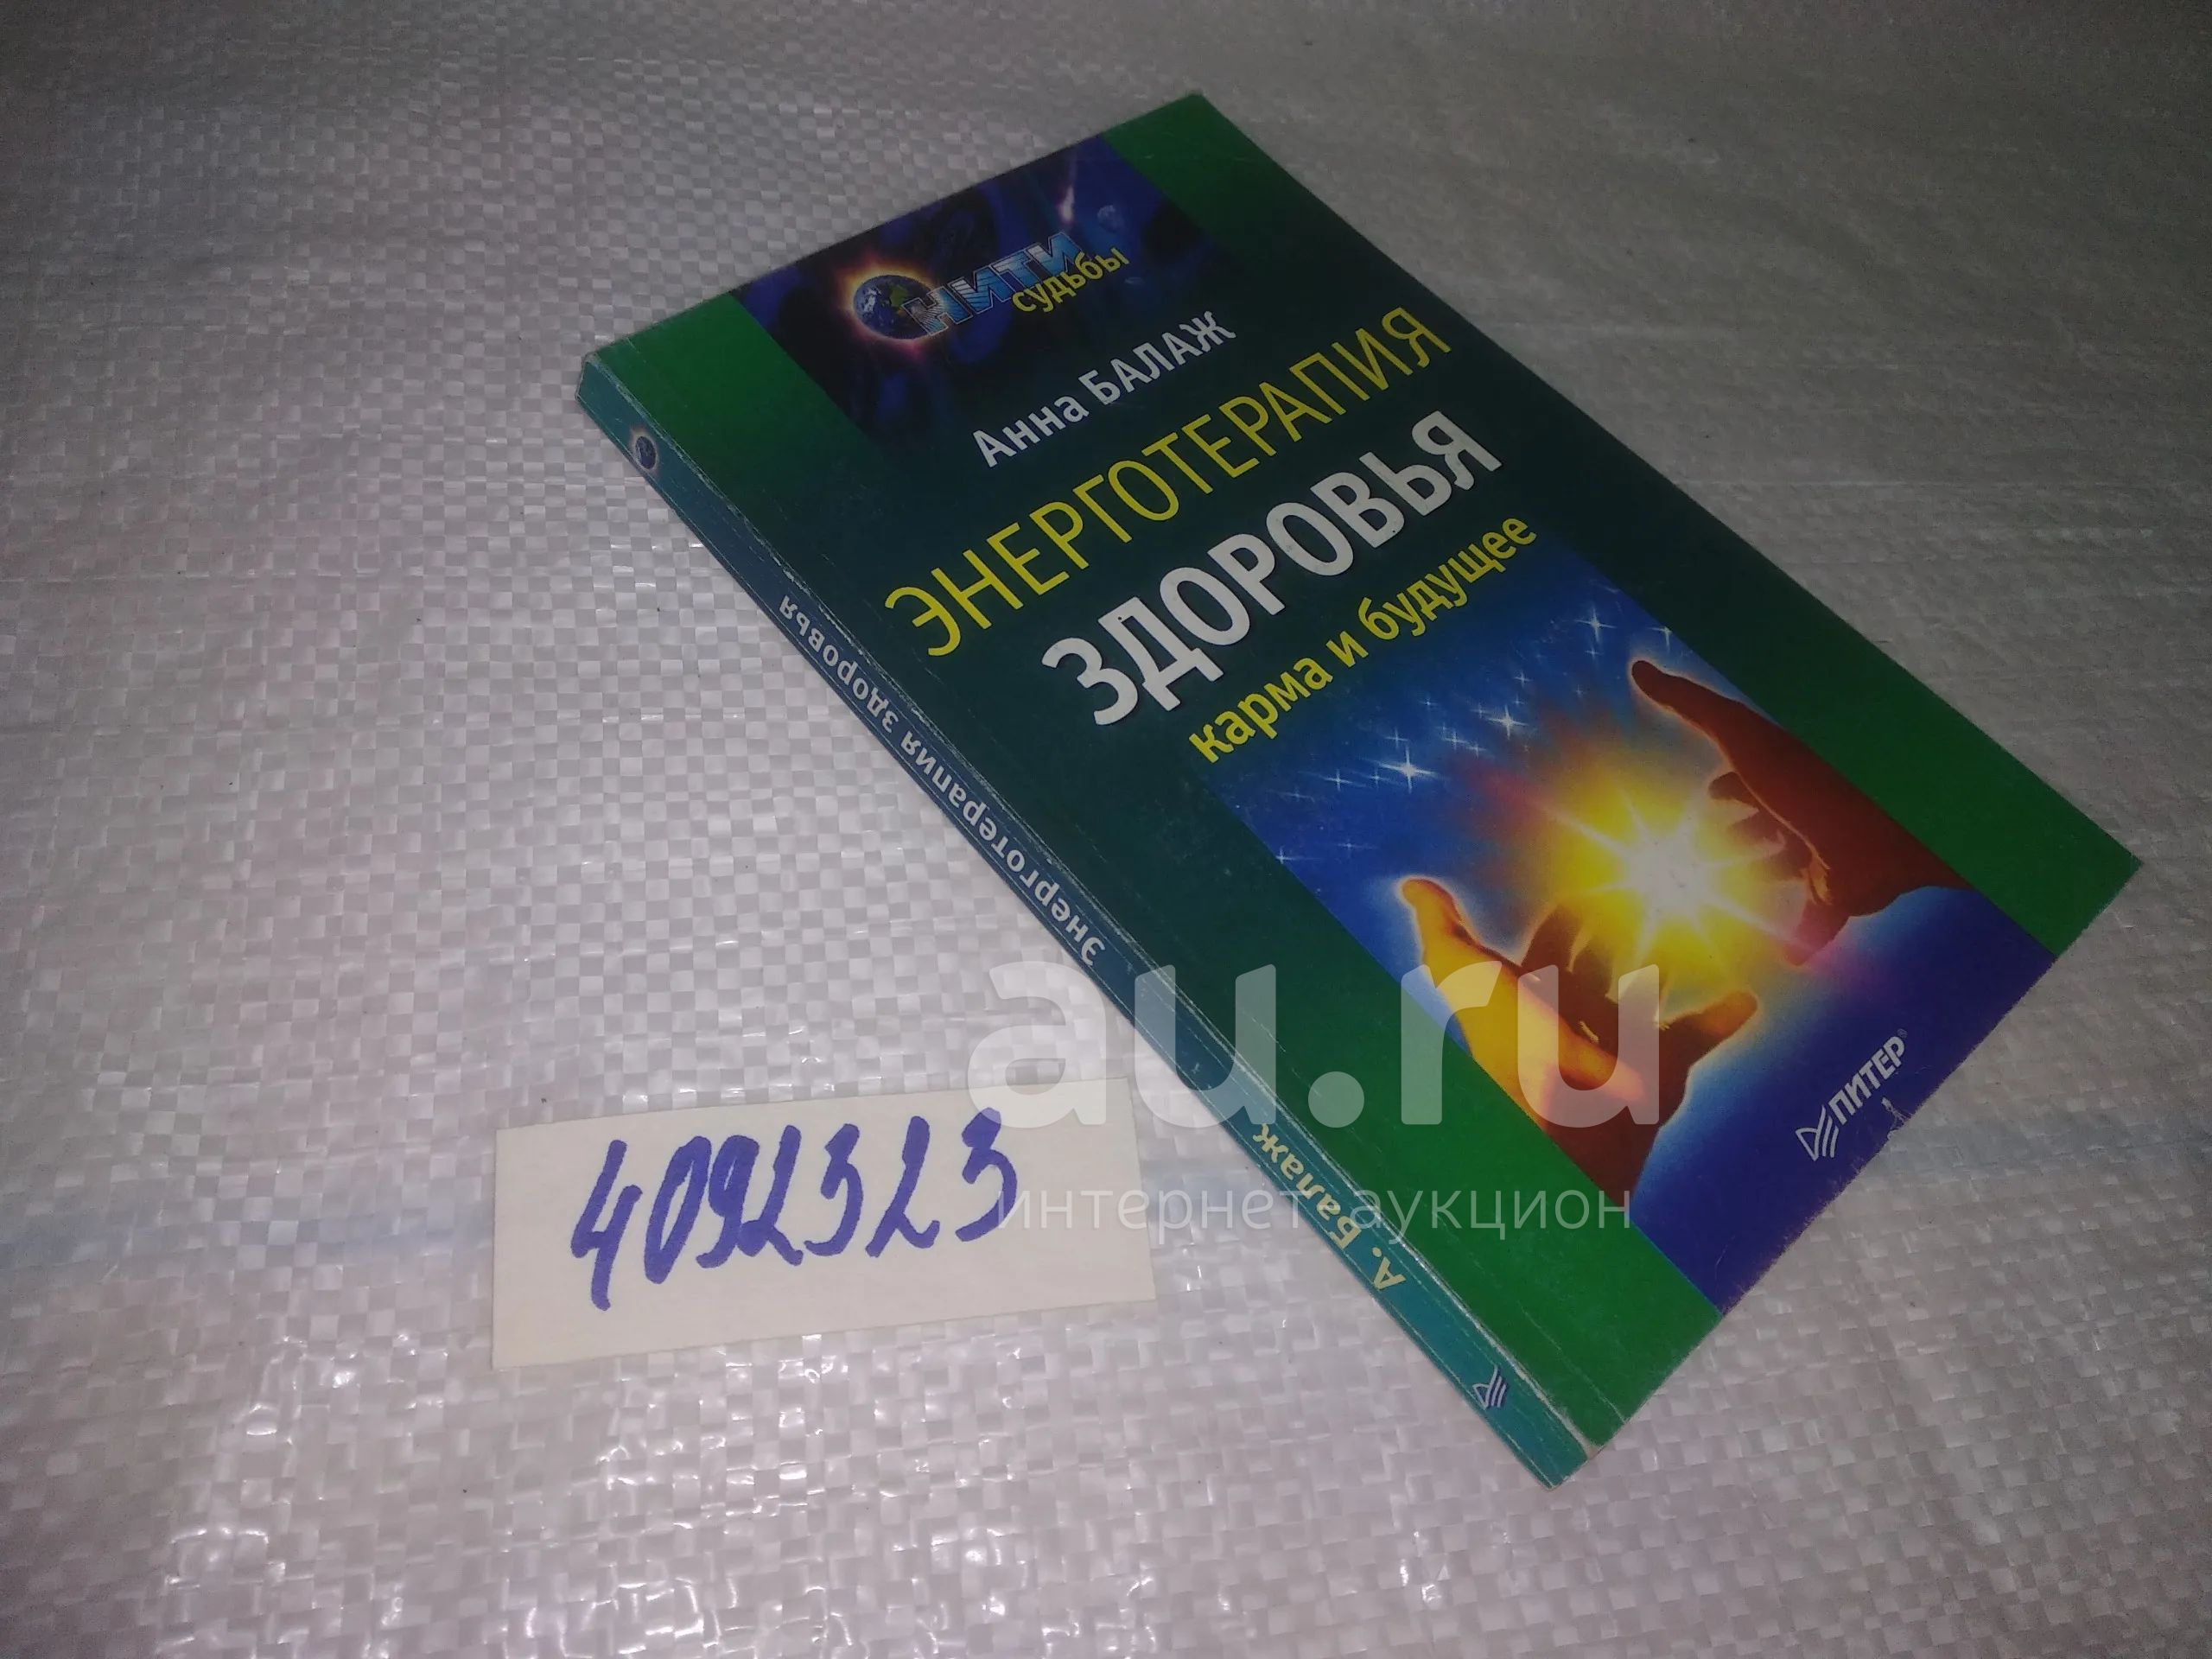 НИТИ
судьбы
Анна БАЛАЖ
ЭНЕРГОТЕРАПИЯ
ЗДОРОВЬЯ
карма и будущее
ПИТЕР®
Энерготерапия здоровья
А. Балаж
4092323
au.ru
интернет аукцион